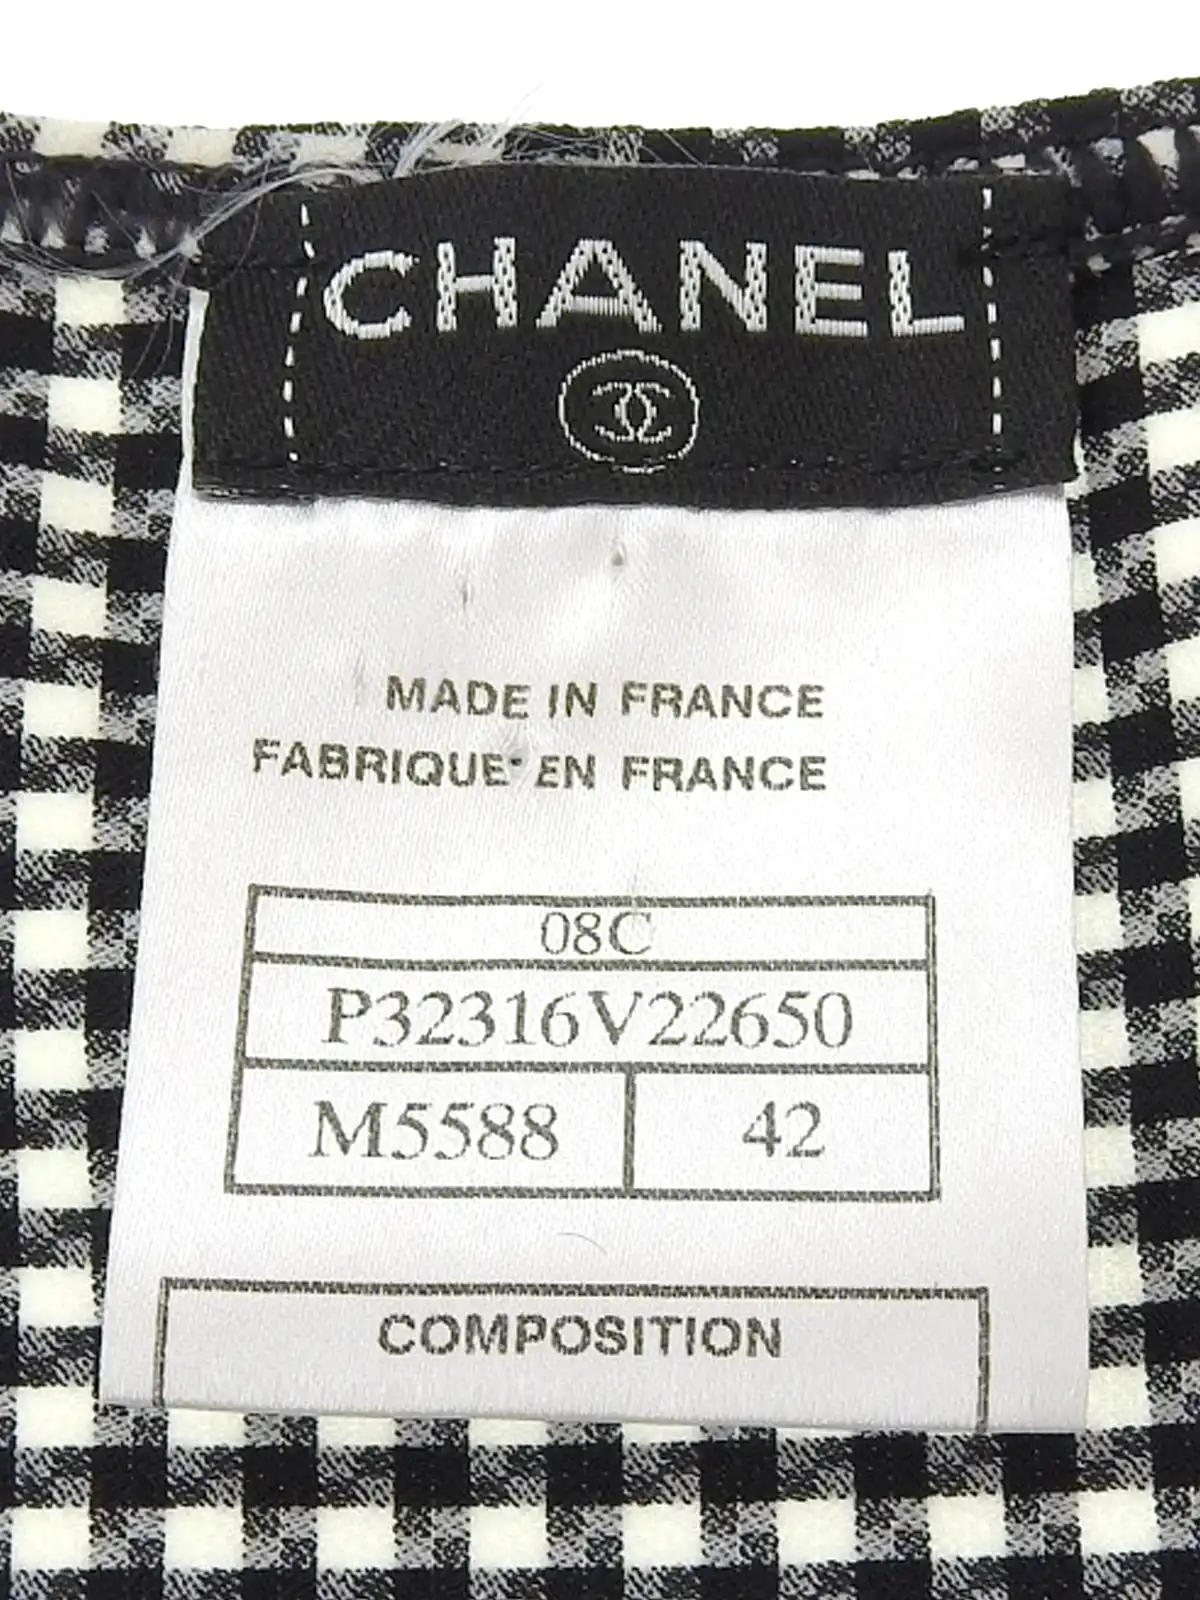 CHANEL
MADE IN FRANCE
FABRIQUE EN FRANCE
08C
P32316V22650
M5588 42
COMPOSITION